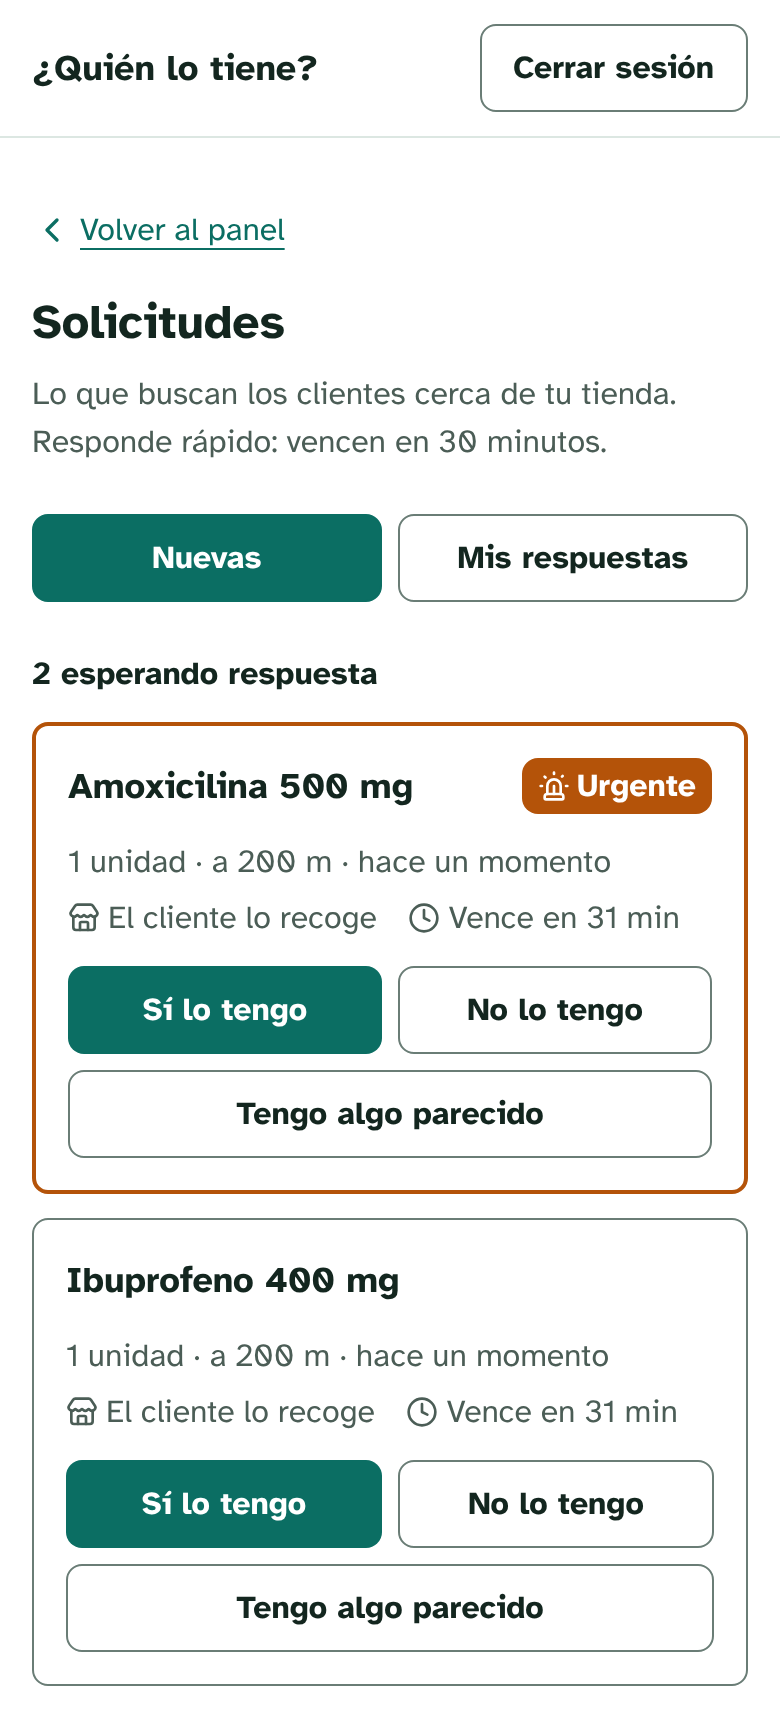 ¿Quién lo tiene?
Cerrar sesión
Volver al panel
Solicitudes
Lo que buscan los clientes cerca de tu tienda.
Responde rápido: vencen en 30 minutos.
Nuevas
Mis respuestas
2 esperando respuesta
Amoxicilina 500 mg
Urgente
1 unidad · a 200 m · hace un momento
El cliente lo recoge
Vence en 31 min
Sí lo tengo
No lo tengo
Tengo algo parecido
Ibuprofeno 400 mg
1 unidad · a 200 m · hace un momento
El cliente lo recoge
Vence en 31 min
Sí lo tengo
No lo tengo
Tengo algo parecido